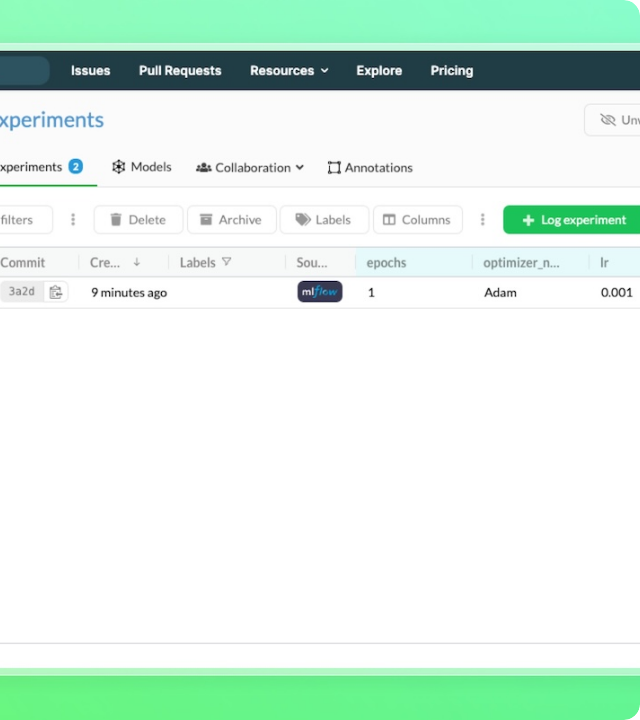 Issues Pull Requests Resources Explore Pricing
xperiments
Unw
xperiments 2 Models Collaboration Annotations
filters Delete Archive Labels Columns Log experiment
Commit Cre... Labels Sou... epochs optimizer_n... lr
3a2d 9 minutes ago mlflow 1 Adam 0.001